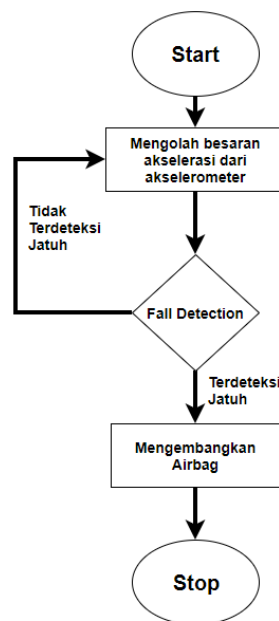 Start
Mengolah besaran
akselerasi dari
akselerometer
Tidak
Terdeteksi
Jatuh
Fall Detection
Terdeteksi
Jatuh
Mengembangkan
Airbag
Stop